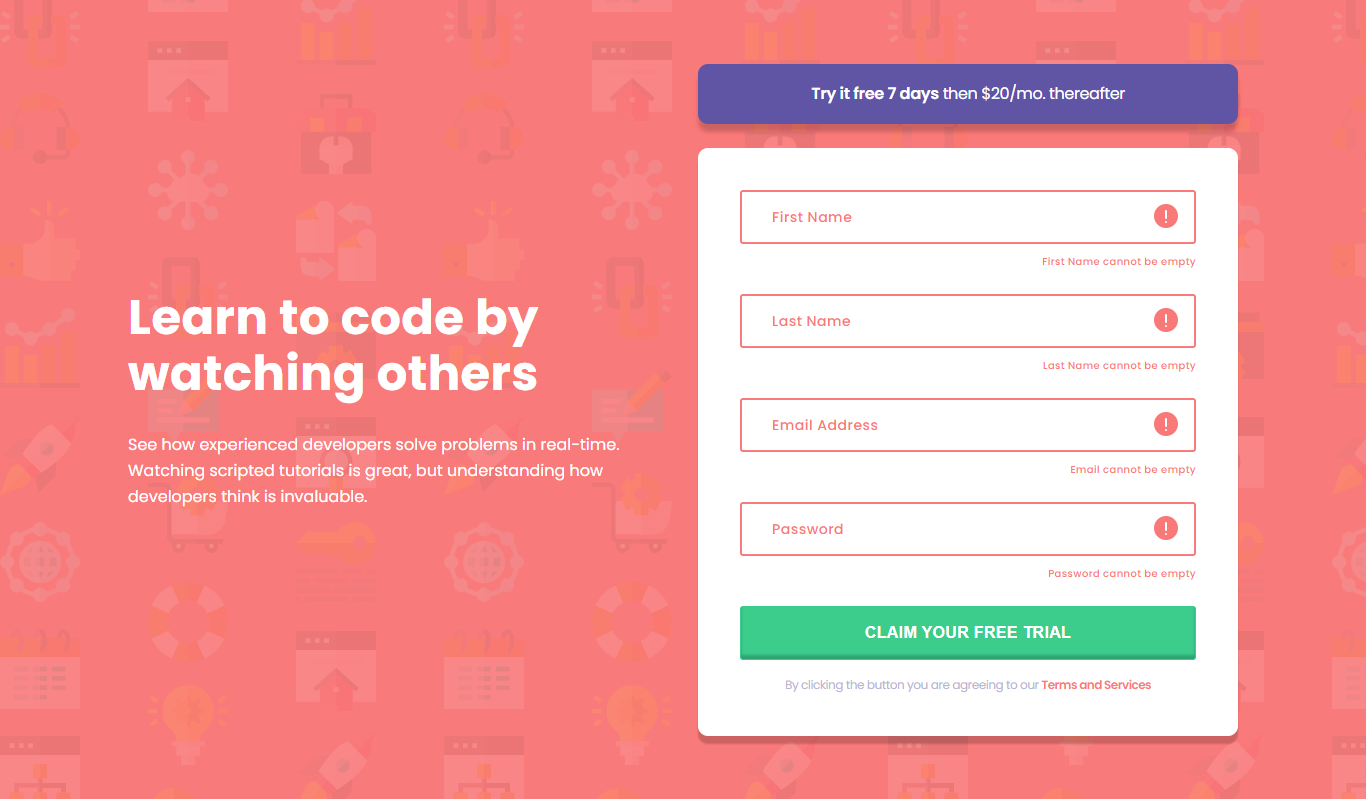 Learn to code by
watching others
See how experienced developers solve problems in real-time.
Watching scripted tutorials is great, but understanding how
developers think is invaluable.
Try it free 7 days then $20/mo. thereafter
First Name
First Name cannot be empty
Last Name
Last Name cannot be empty
Email Address
Email cannot be empty
Password
Password cannot be empty
CLAIM YOUR FREE TRIAL
By clicking the button you are agreeing to our Terms and Services